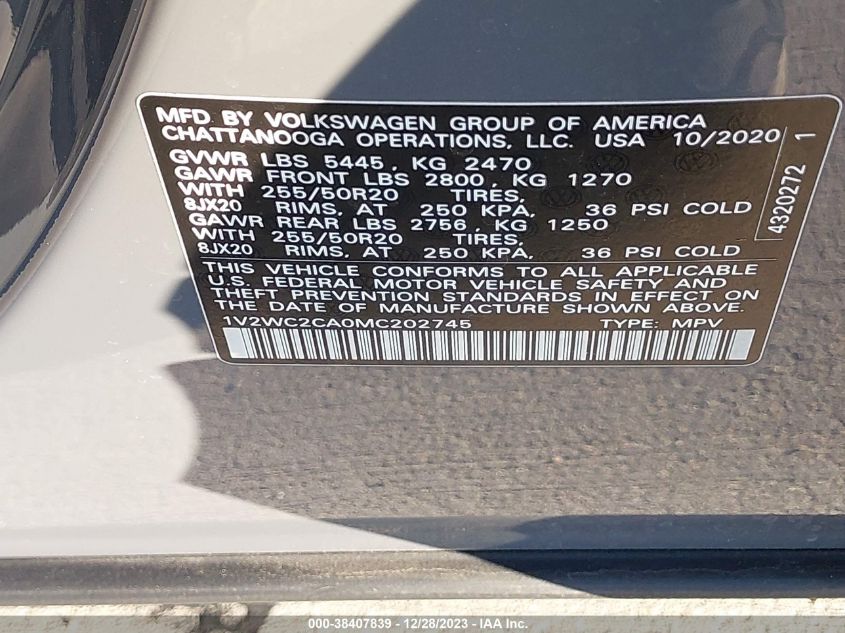 MFD. BY VOLKSWAGEN GROUP OF AMERICA
CHATTANOOGA OPERATIONS, LLC. USA 10/2020
GVWR LBS 5445, KG 2470
GAWR FRONT LBS 2800, KG 1270
WITH 255/50R20 TIRES,
8JX20 RIMS, AT 250 KPA, 36 PSI COLD
GAWR REAR LBS 2756, KG 1250
WITH 255/50R20 TIRES,
8JX20 RIMS, AT 250 KPA, 36 PSI COLD
THIS VEHICLE CONFORMS TO ALL APPLICABLE
U.S. FEDERAL MOTOR VEHICLE SAFETY AND
THEFT PREVENTION STANDARDS IN EFFECT ON
DATE OF MANUFACTURE SHOWN ABOVE.
1V2WC2CA0MC202745 TYPE: MPV
4320272 1
000-38407839 - 12/28/2023 - IAA Inc.